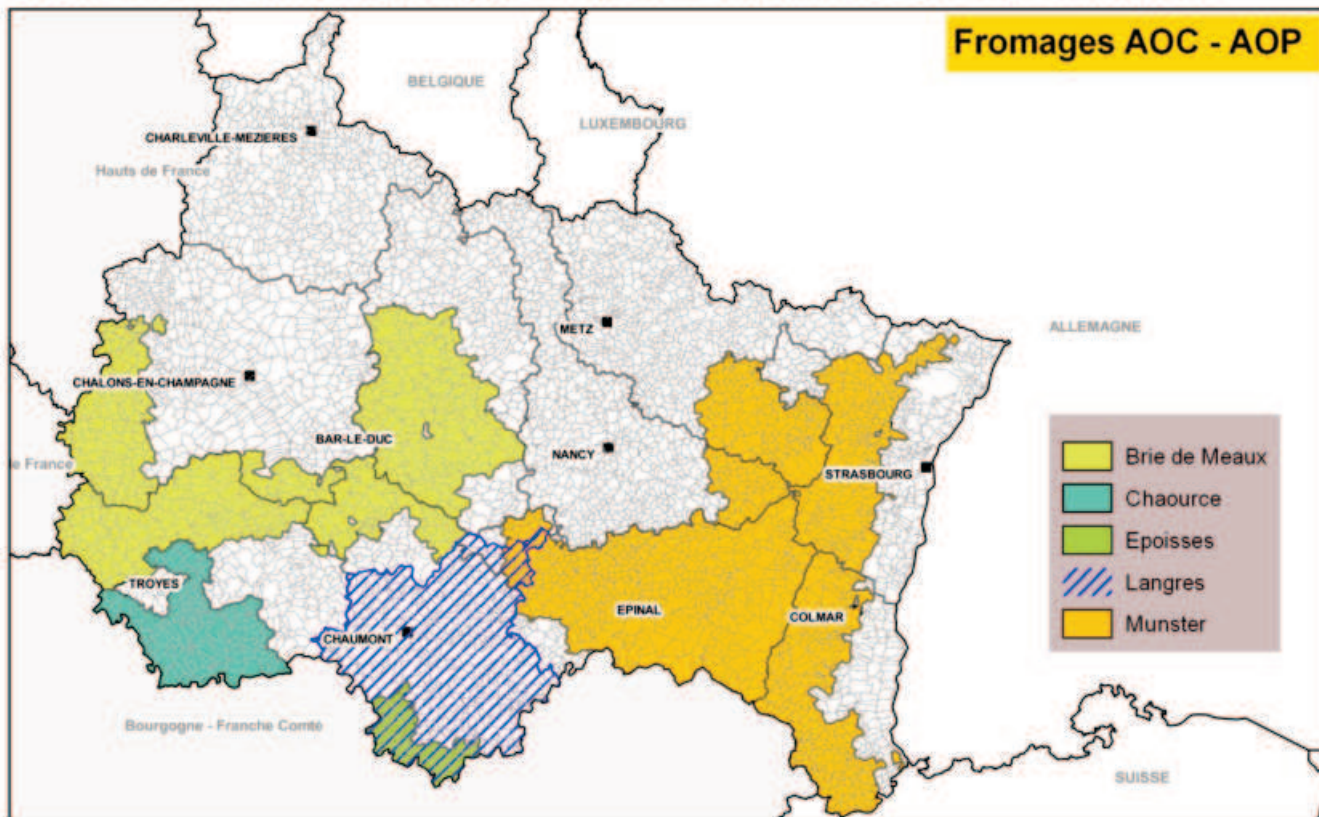 Fromages AOC - AOP
BELGIQUE
LUXEMBOURG
CHARLEVILLE-MEZIERES
Hauts de France
METZ
ALLEMAGNE
CHALONS-EN-CHAMPAGNE
BAR-LE-DUC
NANCY
STRASBOURG
e France
Brie de Meaux
Chaource
Epoisses
Langres
Munster
TROYES
EPINAL
COLMAR
CHAUMONT
Bourgogne - Franche Comté
SUISSE